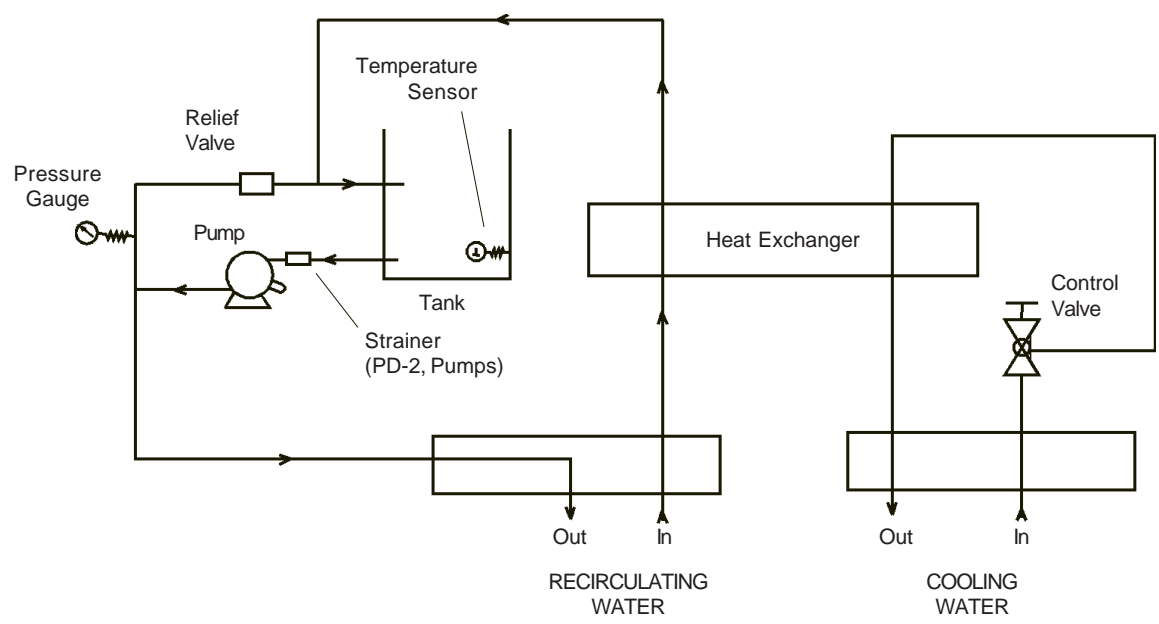 Temperature
Sensor
Relief
Valve
Pressure
Gauge
Pump
Heat Exchanger
Tank
Control
Valve
Strainer
(PD-2, Pumps)
Out
In
Out
In
RECIRCULATING
WATER
COOLING
WATER